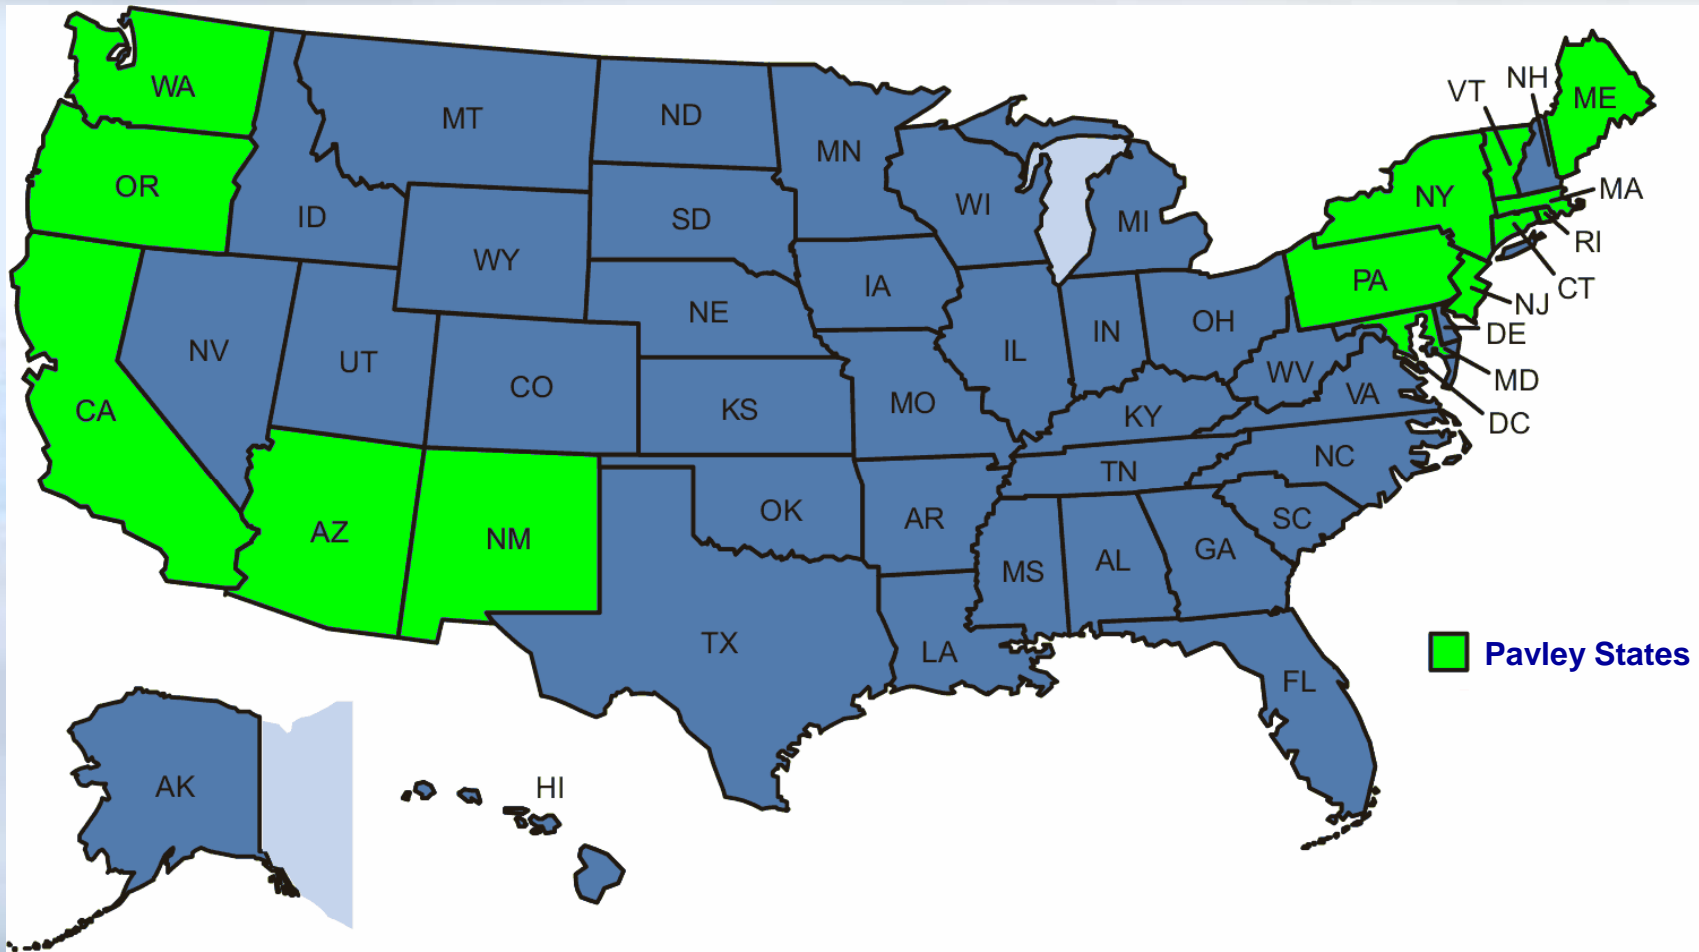 WA
MT
ND
MN
VT
NH
ME
OR
ID
WY
SD
WI
MI
NY
MA
RI
CT
NV
UT
CO
NE
IA
IL
IN
OH
PA
NJ
DE
MD
DC
CA
KS
MO
KY
WV
VA
AZ
NM
OK
AR
TN
NC
SC
TX
LA
MS
AL
GA
FL
Pavley States
AK
HI